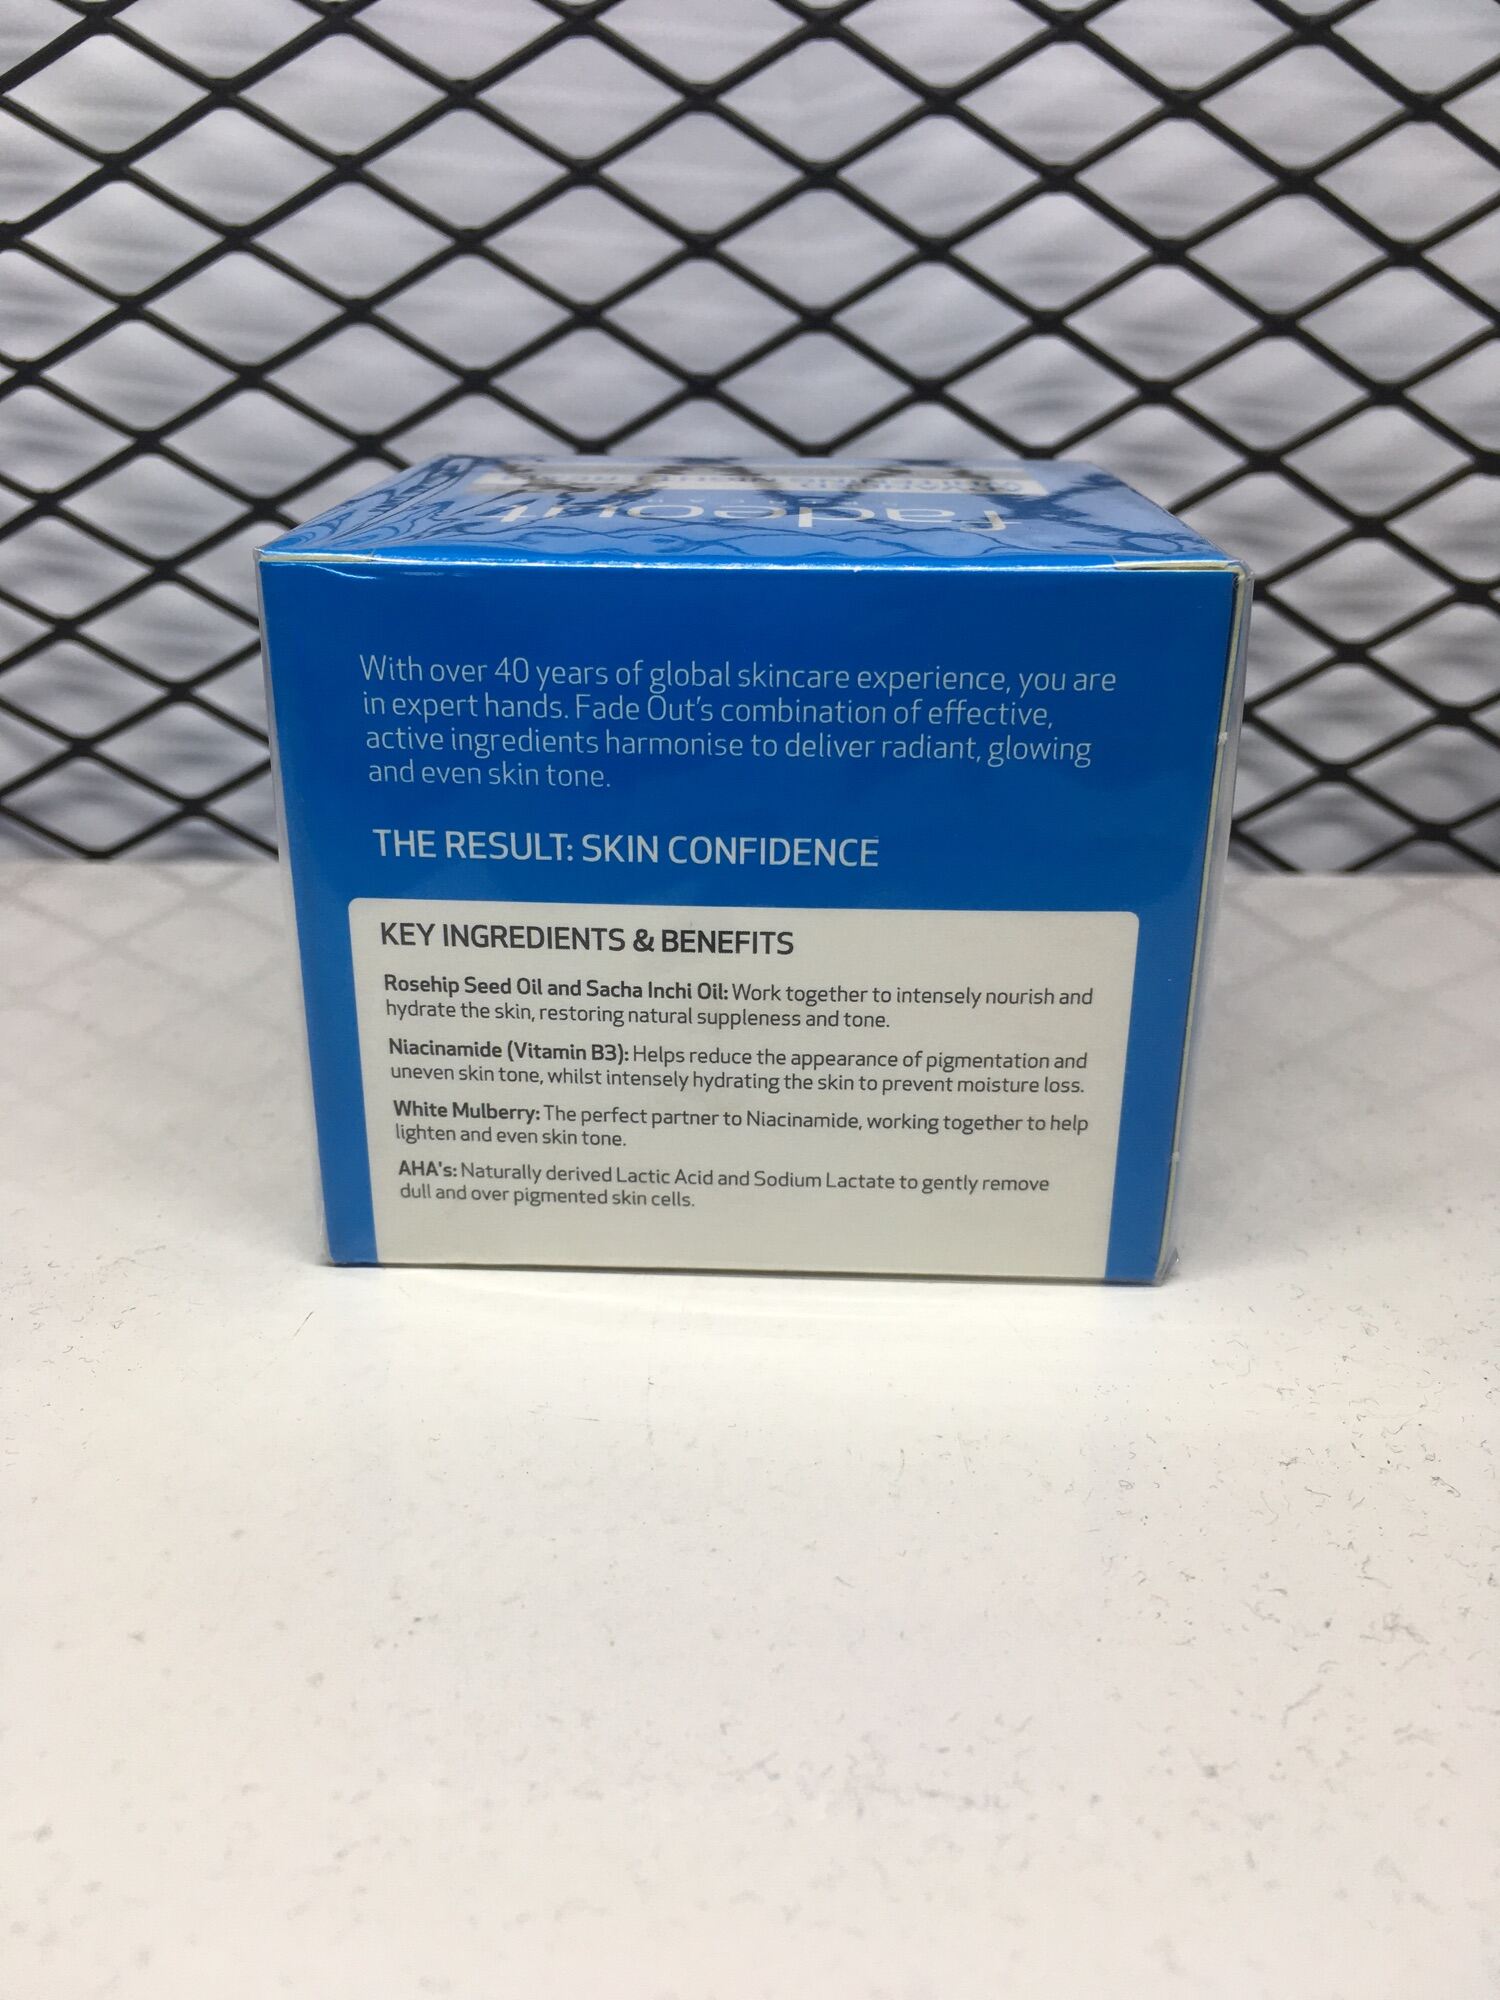 fadeout
With over 40 years of global skincare experience, you are
in expert hands. Fade Out's combination of effective,
active ingredients harmonise to deliver radiant, glowing
and even skin tone.
THE RESULT: SKIN CONFIDENCE
KEY INGREDIENTS & BENEFITS
Rosehip Seed Oil and Sacha Inchi Oil: Work together to intensely nourish and
hydrate the skin, restoring natural suppleness and tone.
Niacinamide (Vitamin B3): Helps reduce the appearance of pigmentation and
uneven skin tone, whilst intensely hydrating the skin to prevent moisture loss.
White Mulberry: The perfect partner to Niacinamide, working together to help
lighten and even skin tone.
AHA's: Naturally derived Lactic Acid and Sodium Lactate to gently remove
dull and over pigmented skin cells.